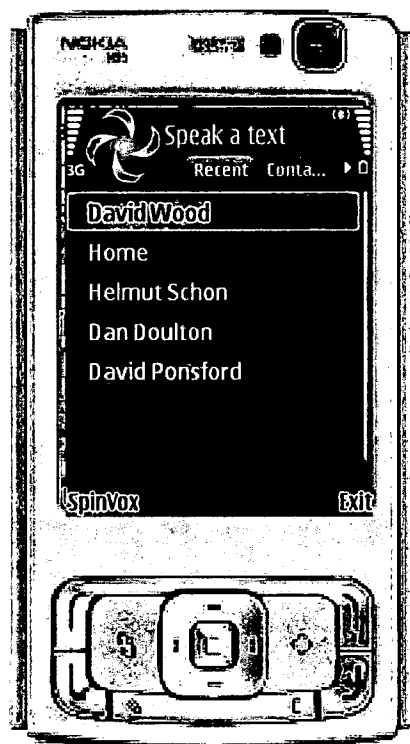 NOKIA
N95
Speak a text
3G
Recent Conta...
David Wood
Home
Helmut Schon
Dan Doulton
David Ponsford
SpinVox Exit